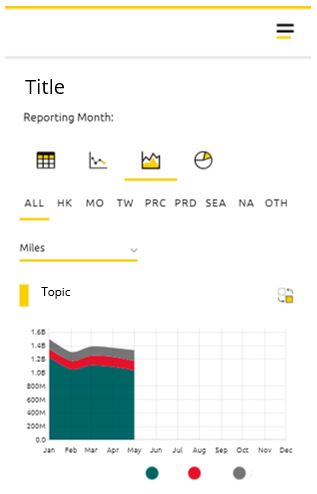 Title
Reporting Month:
ALL HK MO TW PRC PRD SEA NA OTH
Miles
Topic
1.6B
1.4B
1.2B
1.0B
800M
600M
400M
200M
0.0
Jan Feb Mar Apr May Jun Jul Aug Sep Oct Nov Dec